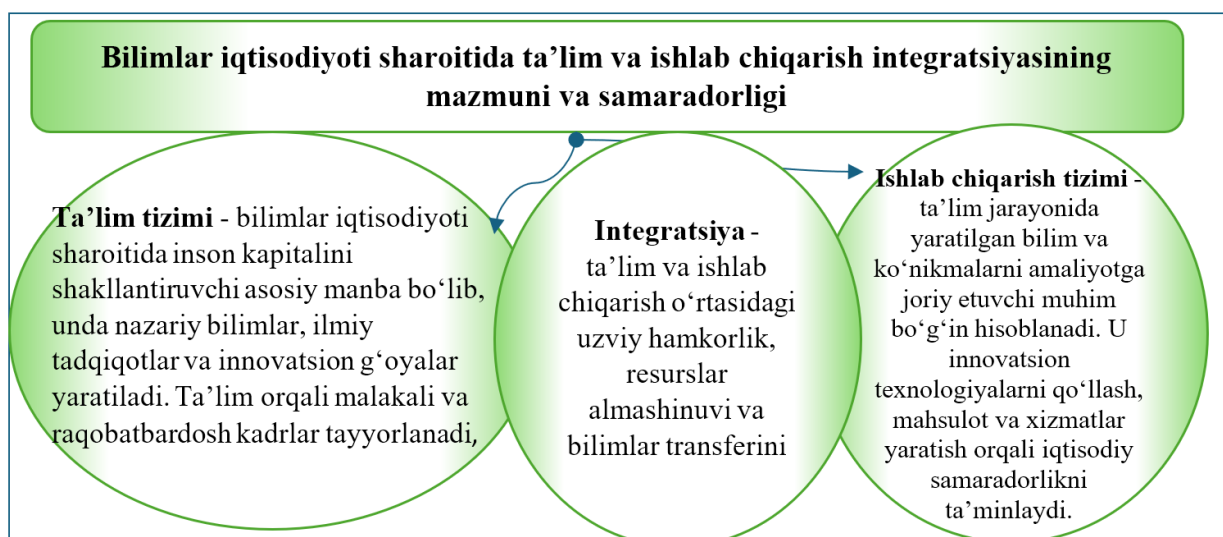 Bilimlar iqtisodiyoti sharoitida ta’lim va ishlab chiqarish integratsiyasining
mazmuni va samaradorligi
Ta’lim tizimi - bilimlar iqtisodiyoti
sharoitida inson kapitalini
shakllantiruvchi asosiy manba bo‘lib,
unda nazariy bilimlar, ilmiy
tadqiqotlar va innovatsion g‘oyalar
yaratiladi. Ta’lim orqali malakali va
raqobatbardosh kadrlar tayyorlanadi,
Integratsiya -
ta’lim va ishlab
chiqarish o‘rtasidagi
uzviy hamkorlik,
resurslar
almashinuvi va
bilimlar transferini
Ishlab chiqarish tizimi -
ta’lim jarayonida
yaratilgan bilim va
ko‘nikmalarni amaliyotga
joriy etuvchi muhim
bo‘g‘in hisoblanadi. U
innovatsion
texnologiyalarni qo‘llash,
mahsulot va xizmatlar
yaratish orqali iqtisodiy
samaradorlikni
ta’minlaydi.